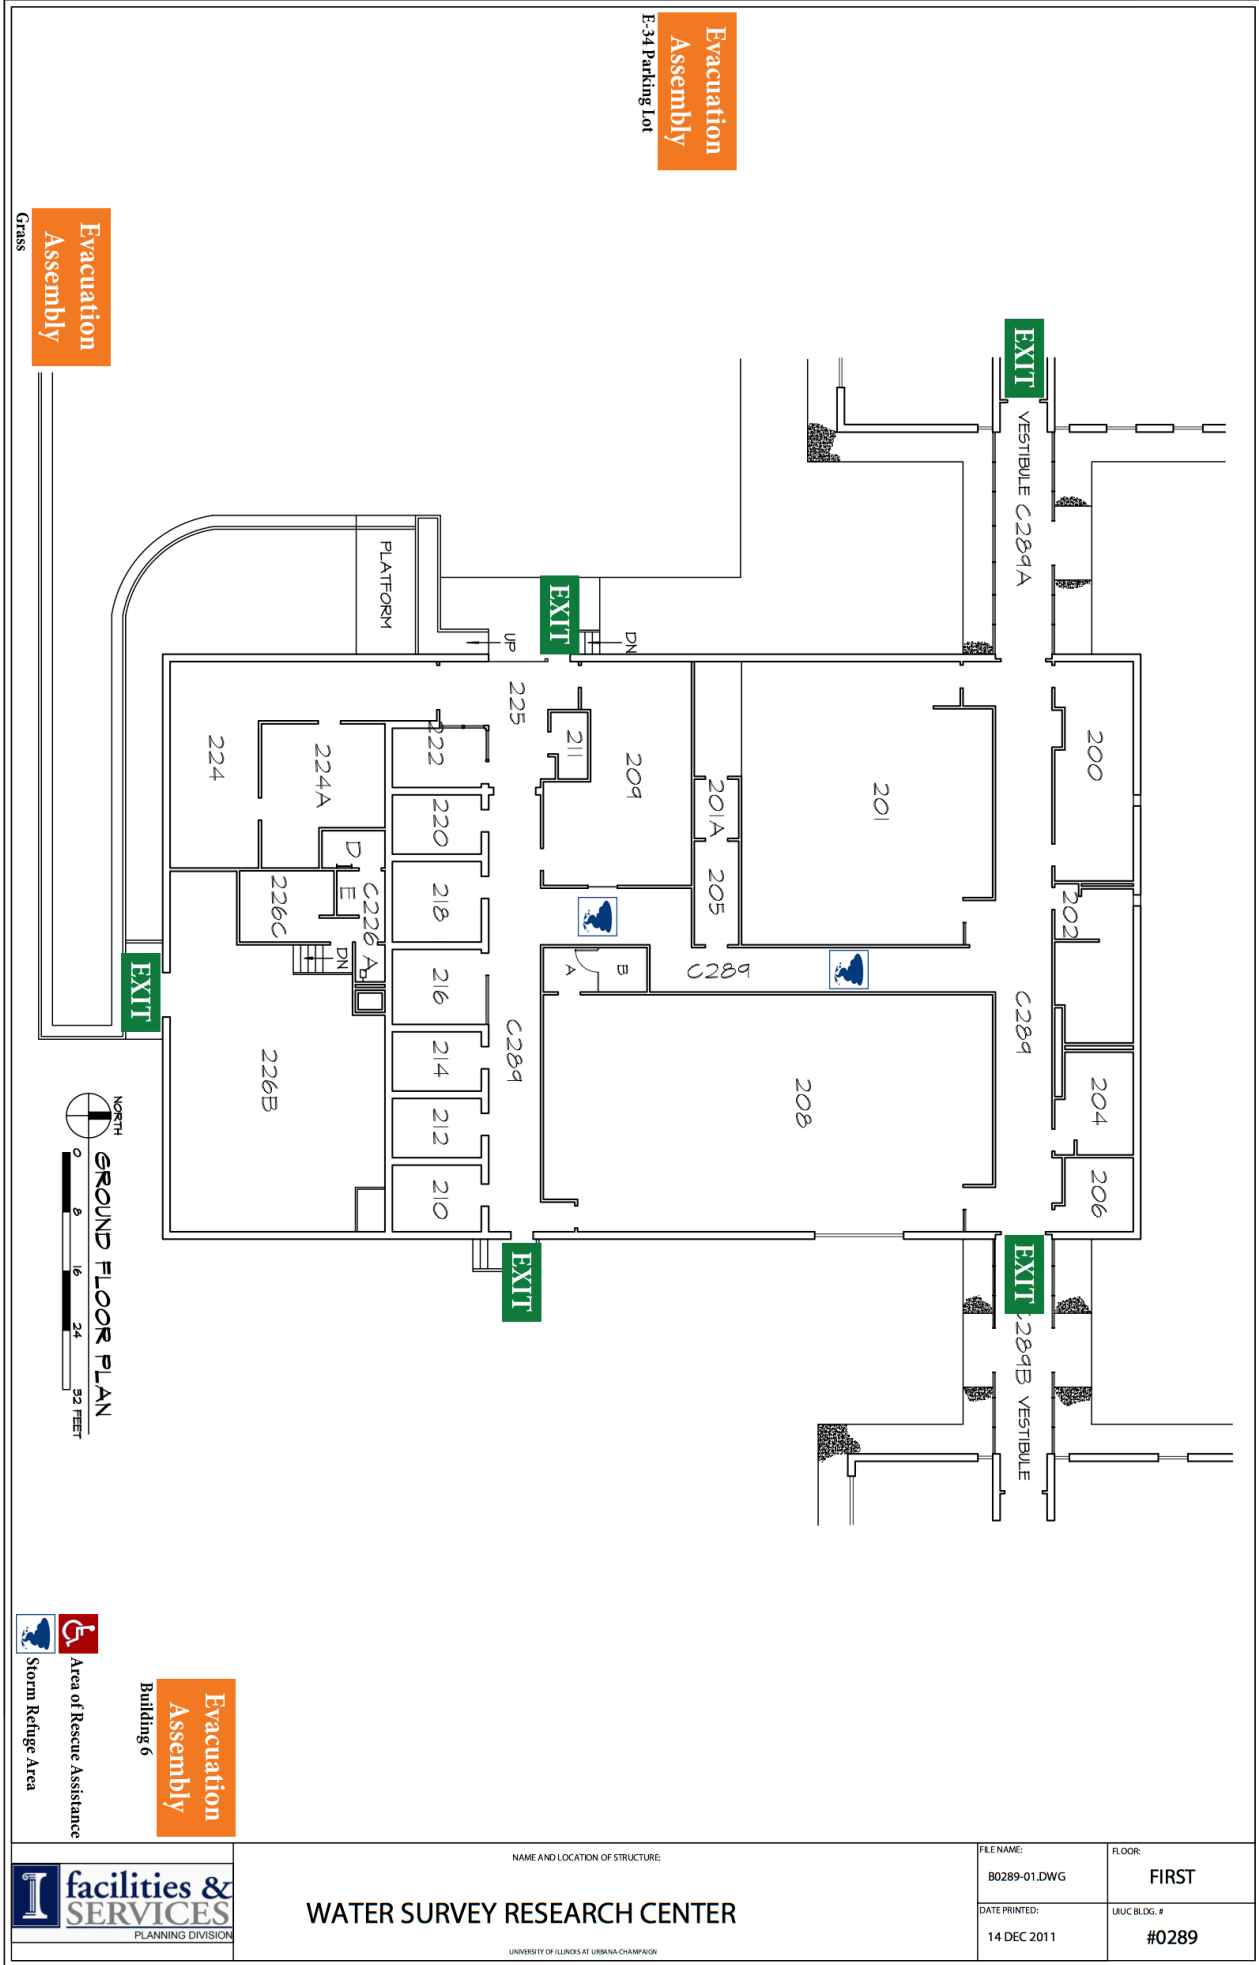 Evacuation
Assembly
E-34 Parking Lot
Evacuation
Assembly
Grass
EXIT
VESTIBULE C289A
PLATFORM
UP
EXIT
DN
225
211
209
222
224
224A
220
218
216
214
212
210
D
E
C226 A
226C
DN
226B
EXIT
201A
205
201
200
202
C289
C289
C289
A
B
208
204
206
EXIT
EXIT
C289B VESTIBULE
NORTH
GROUND FLOOR PLAN
0 8 16 24 32 FEET
Evacuation
Assembly
Building 6
Area of Rescue Assistance
Storm Refuge Area
I
facilities &
SERVICES
PLANNING DIVISION
NAME AND LOCATION OF STRUCTURE:
WATER SURVEY RESEARCH CENTER
UNIVERSITY OF ILLINOIS AT URBANA-CHAMPAIGN
FILE NAME:
B0289-01.DWG
DATE PRINTED:
14 DEC 2011
FLOOR:
FIRST
UIUC BLDG. #
#0289